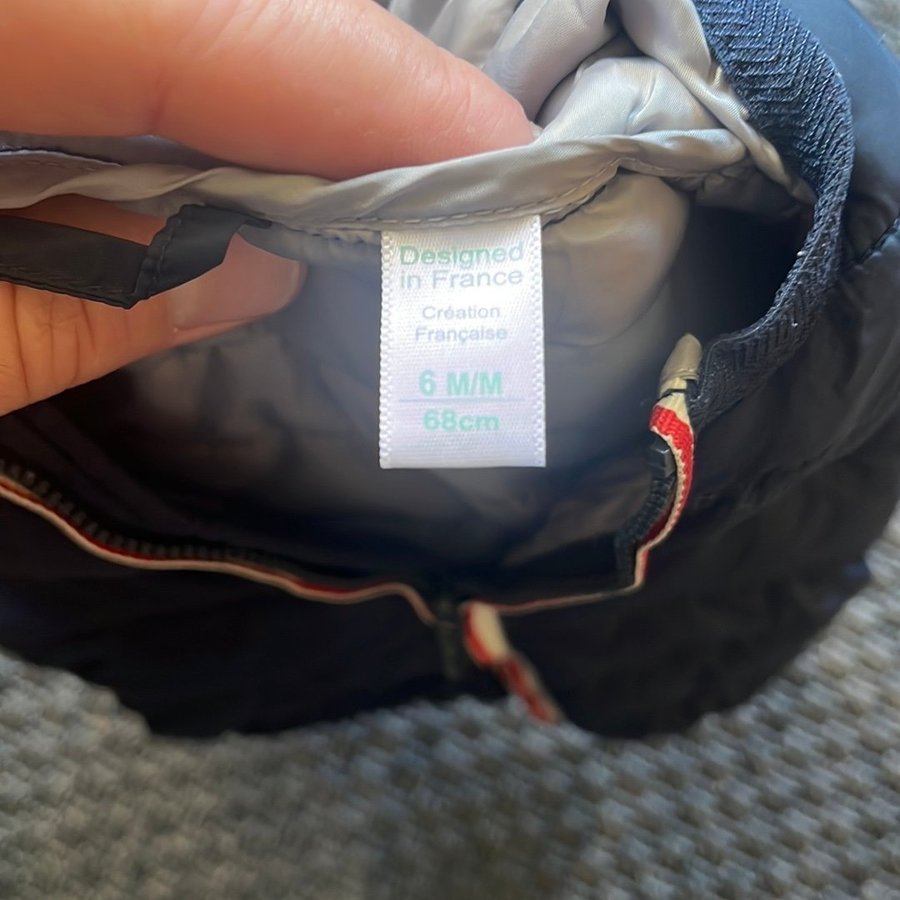 Designed
in France
Création
Française
6 M/M
68cm